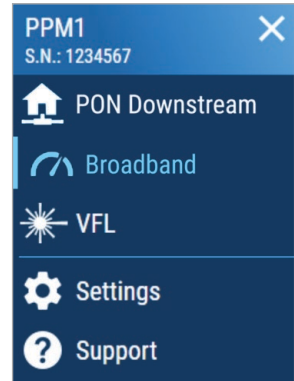 PPM1
S.N.: 1234567
PON Downstream
Broadband
VFL
Settings
? Support